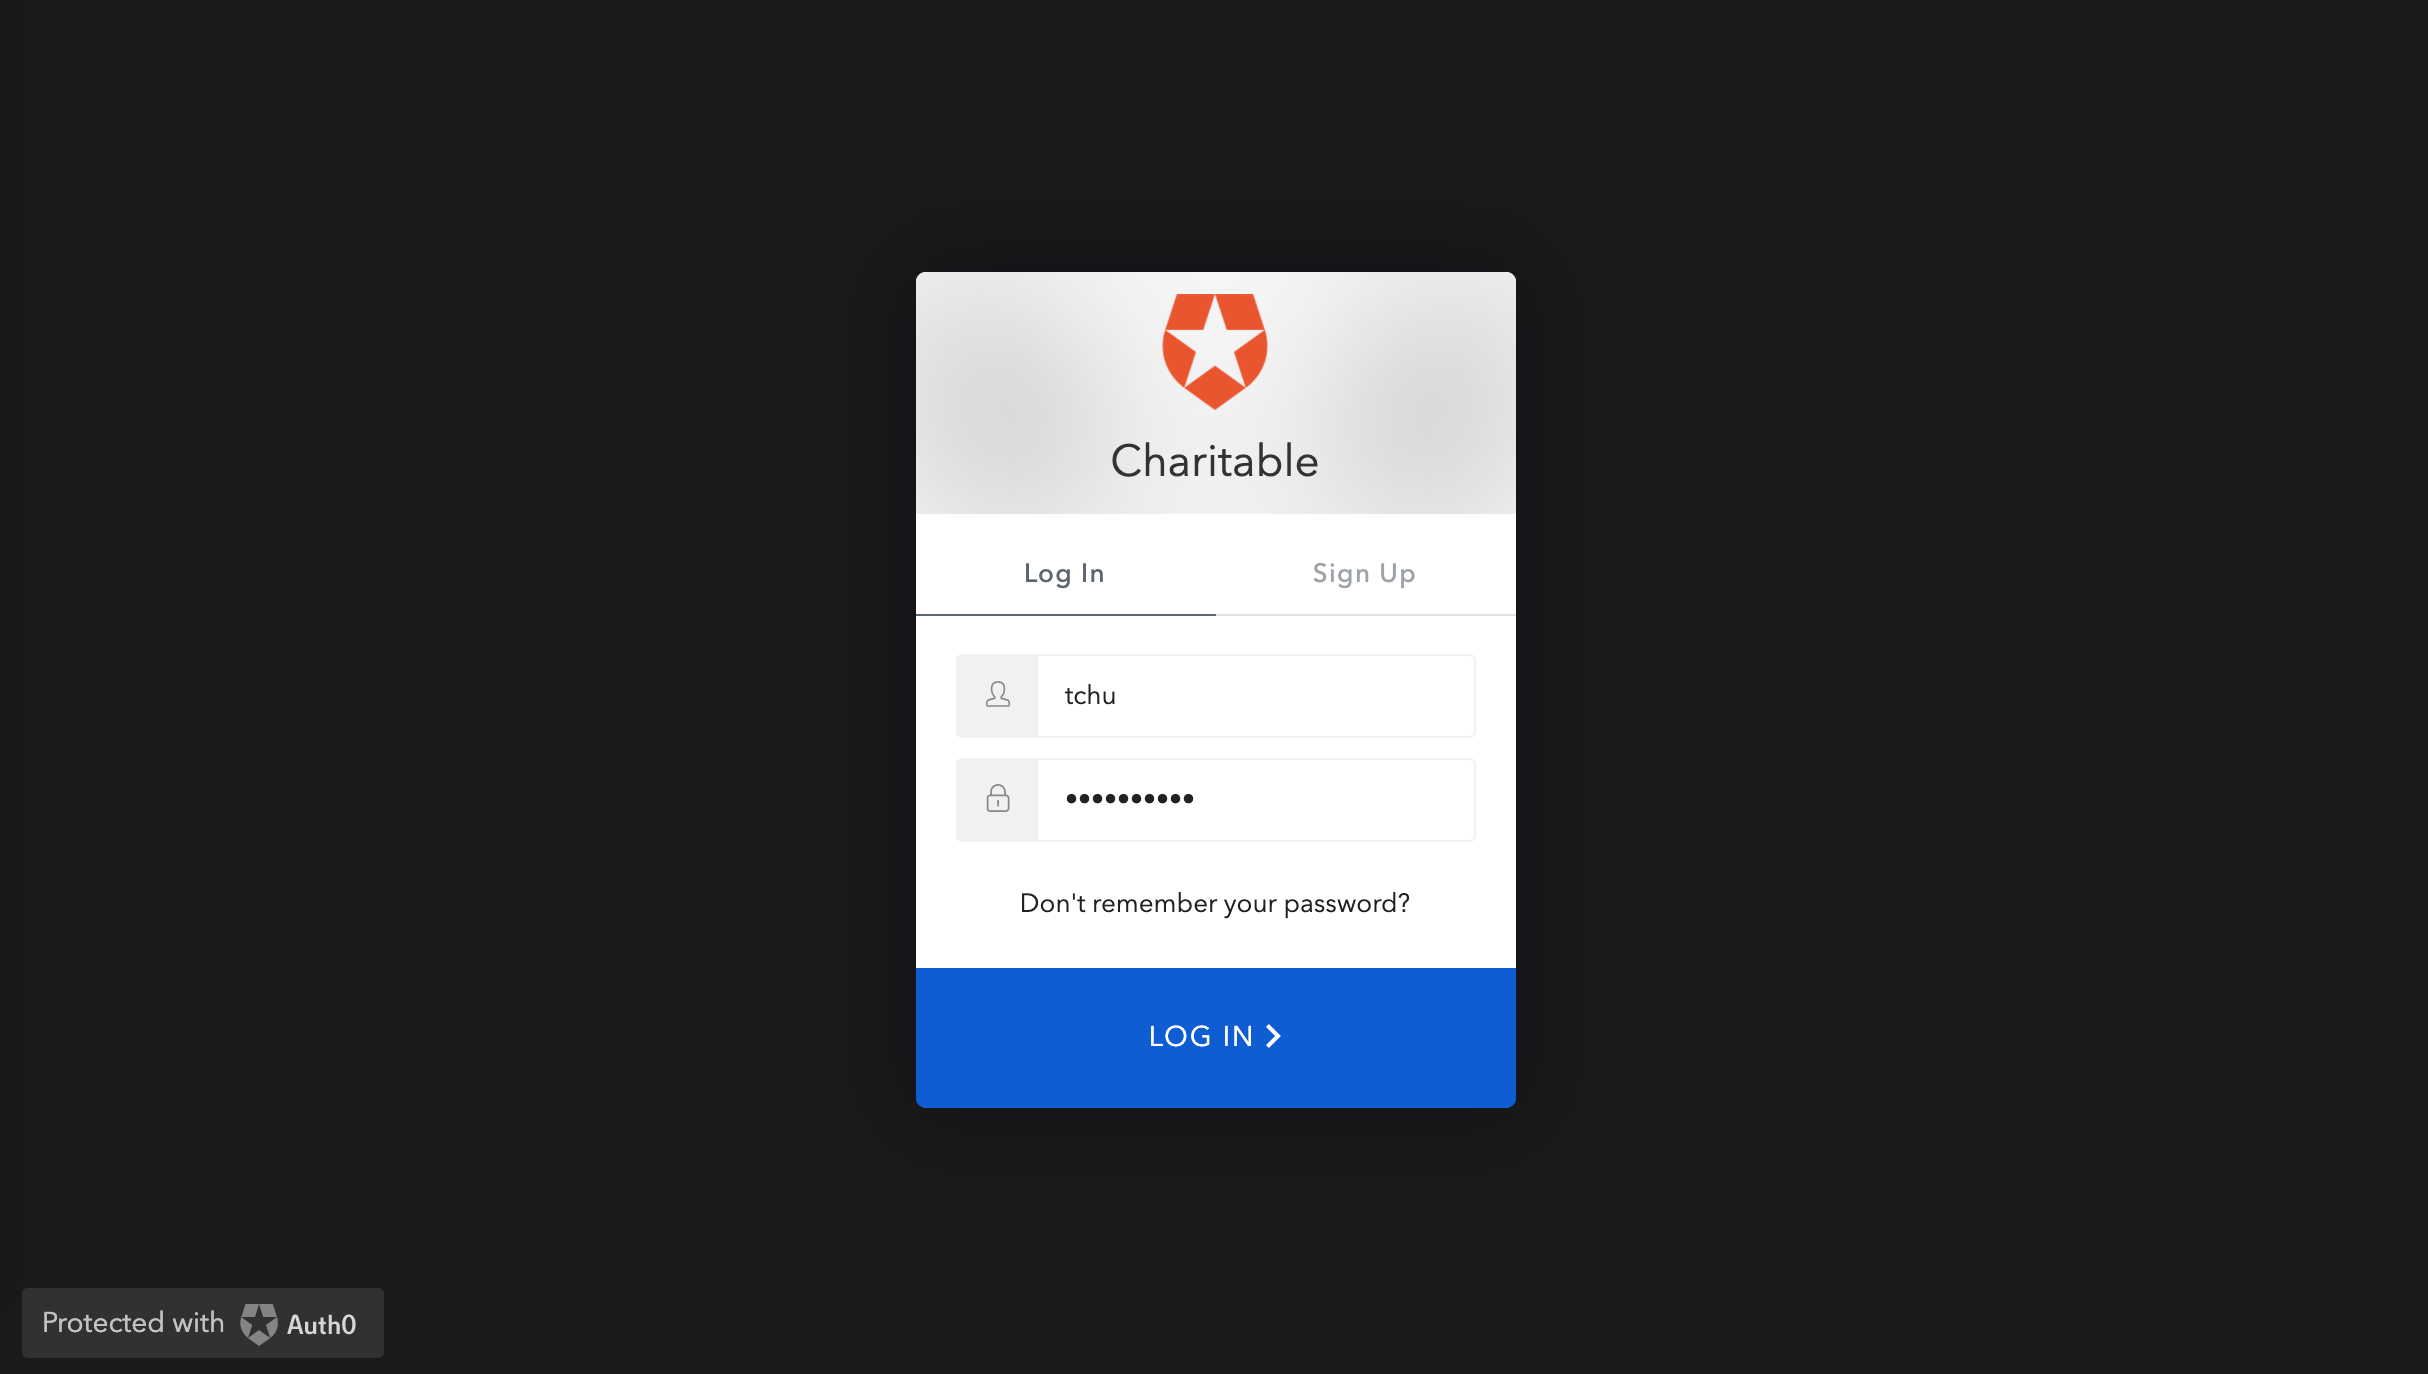 Charitable
Log In
Sign Up
tchu
••••••••••
Don't remember your password?
LOG IN
Protected with Auth0